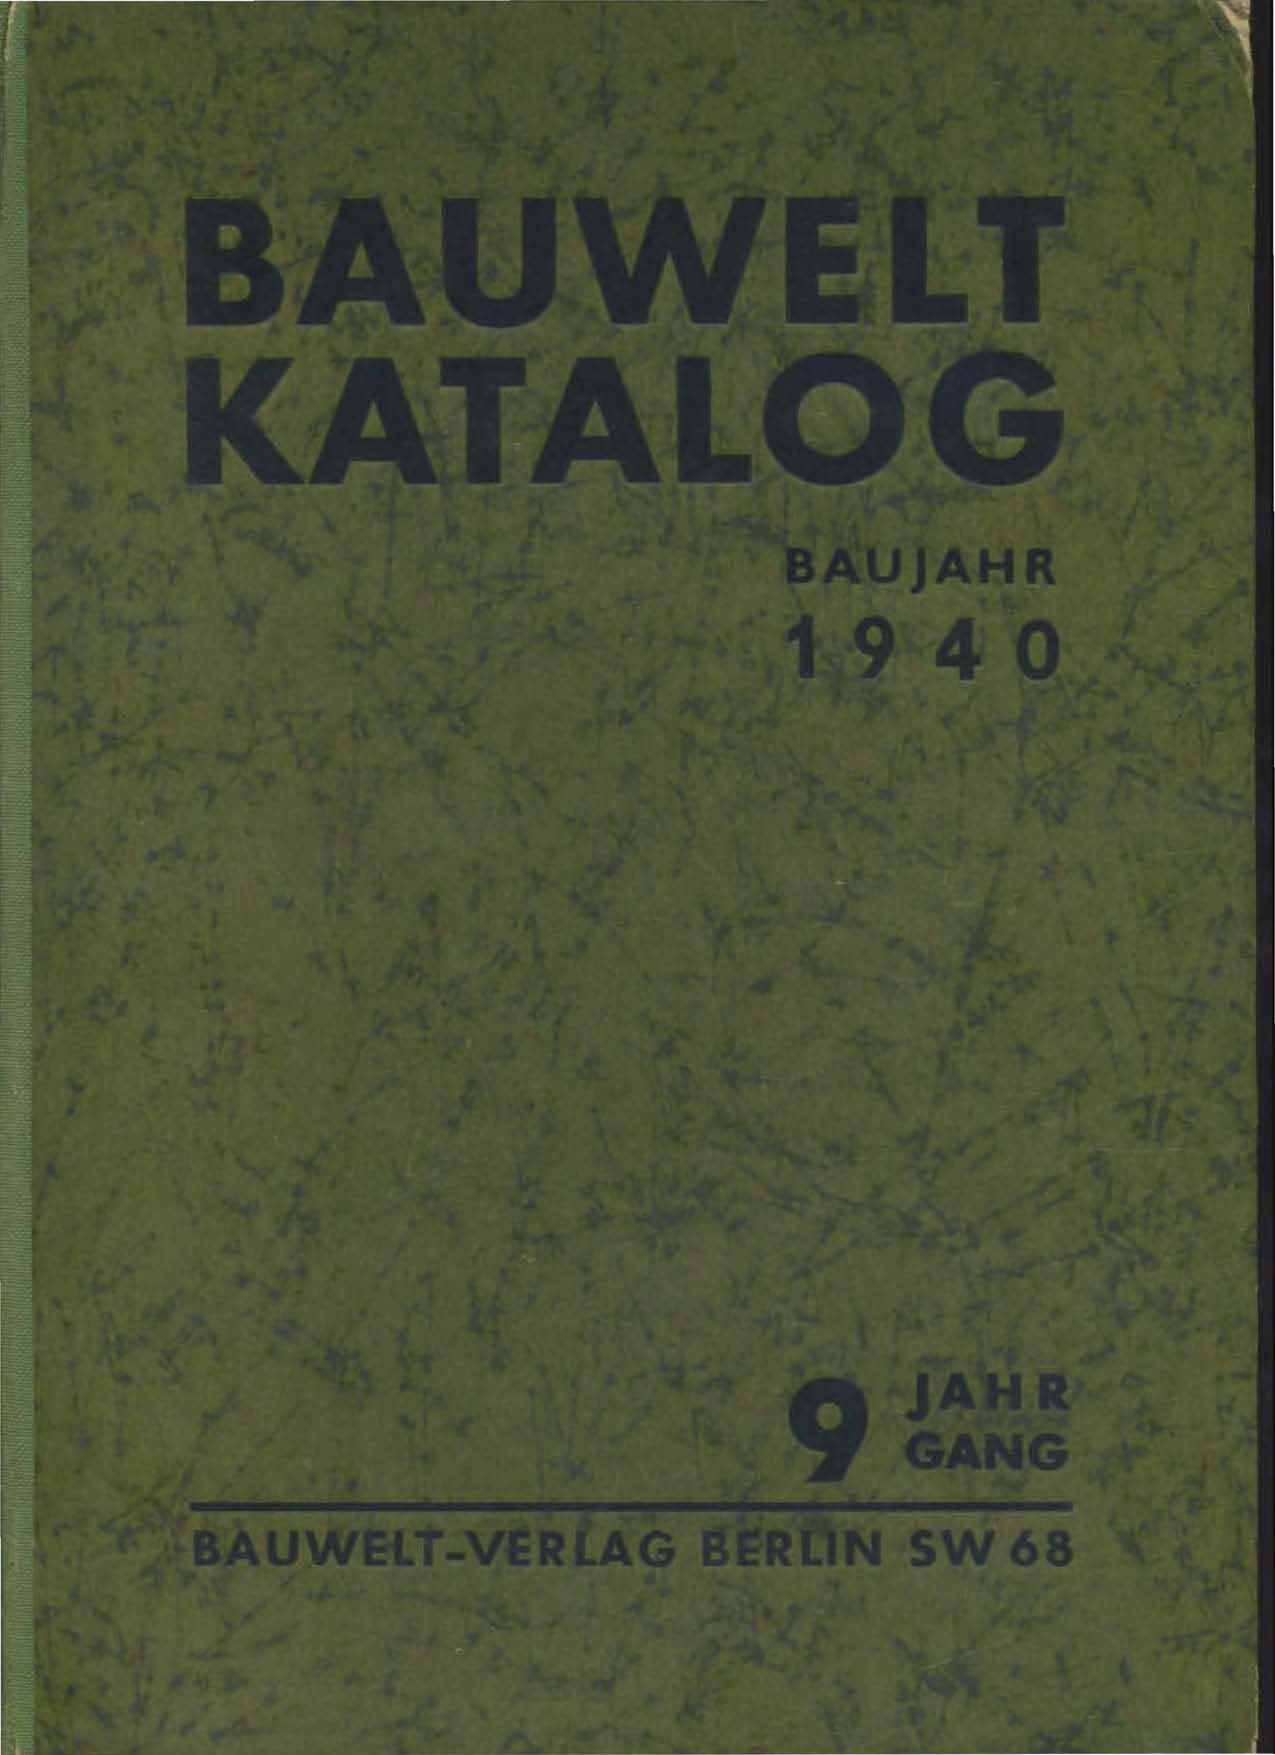 BAUWELT
KATALOG
BAUJAHR
1940
9 JAHR
GANG
BAUWELT-VERLAG BERLIN SW 68